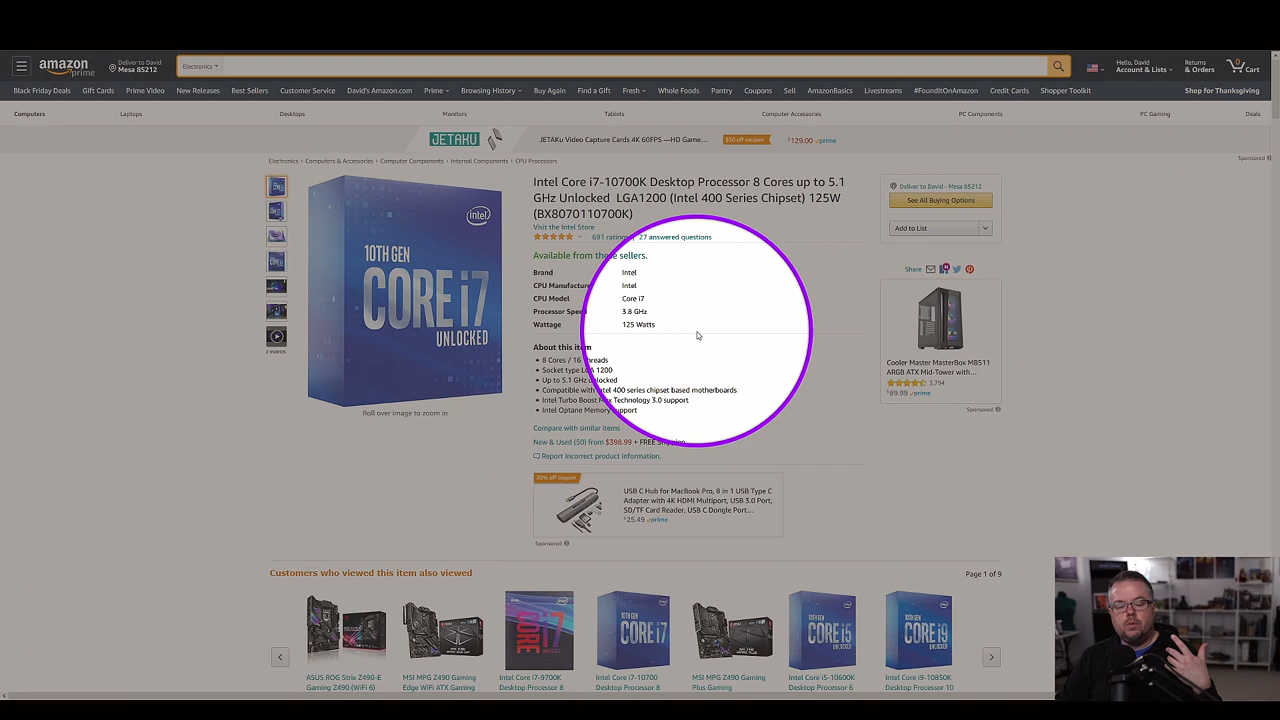 amazon
prime
Deliver to David
Mesa 85212
Electronics
Hello, David
Account & Lists
Returns
& Orders
0
Cart
Black Friday Deals
Gift Cards
Prime Video
New Releases
Best Sellers
Customer Service
David's Amazon.com
Prime
Browsing History
Buy Again
Find a Gift
Fresh
Whole Foods
Pantry
Coupons
Sell
AmazonBasics
Livestreams
#FoundItOnAmazon
Credit Cards
Shopper Toolkit
Shop for Thanksgiving
Computers
Laptops
Desktops
Monitors
Tablets
Computer Accessories
PC Components
PC Gaming
Deals
JETAKU
JETAKU Video Capture Cards 4K 60FPS —HD Game...
$50 off coupon
$129.00 prime
Sponsored
Electronics › Computers & Accessories › Computer Components › Internal Components › CPU Processors
intel
10TH GEN
CORE i7
UNLOCKED
2 VIDEOS
Roll over image to zoom in
Intel Core i7-10700K Desktop Processor 8 Cores up to 5.1
GHz Unlocked LGA1200 (Intel 400 Series Chipset) 125W
(BX8070110700K)
Visit the Intel Store
691 ratings | 27 answered questions
Available from these sellers.
Brand Intel
CPU Manufacturer Intel
CPU Model Core i7
Processor Speed 3.8 GHz
Wattage 125 Watts
About this item
• 8 Cores / 16 Threads
• Socket type LGA 1200
• Up to 5.1 GHz unlocked
• Compatible with Intel 400 series chipset based motherboards
• Intel Turbo Boost Max Technology 3.0 support
• Intel Optane Memory support
Compare with similar items
New & Used (50) from $398.99 + FREE Shipping
Report incorrect product information.
20% off coupon
USB C Hub for MacBook Pro, 8 in 1 USB Type C
Adapter with 4K HDMI Multiport, USB 3.0 Port,
SD/TF Card Reader, USB C Dongle Port...
$25.49 prime
Sponsored
Deliver to David - Mesa 85212
See All Buying Options
Add to List
Share
Cooler Master MasterBox MB511
ARGB ATX Mid-Tower with...
3,794
$89.99 prime
Sponsored
Customers who viewed this item also viewed
Page 1 of 9
CORE
CORE i7
CORE i5
CORE i9
ASUS ROG Strix Z490-E
Gaming Z490 (WiFi 6)
MSI MPG Z490 Gaming
Edge WiFi ATX Gaming
Intel Core i7-9700K
Desktop Processor 8
Intel Core i7-10700
Desktop Processor 8
MSI MPG Z490 Gaming
Plus Gaming
Intel Core i5-10600K
Desktop Processor 6
Intel Core i9-10850K
Desktop Processor 10